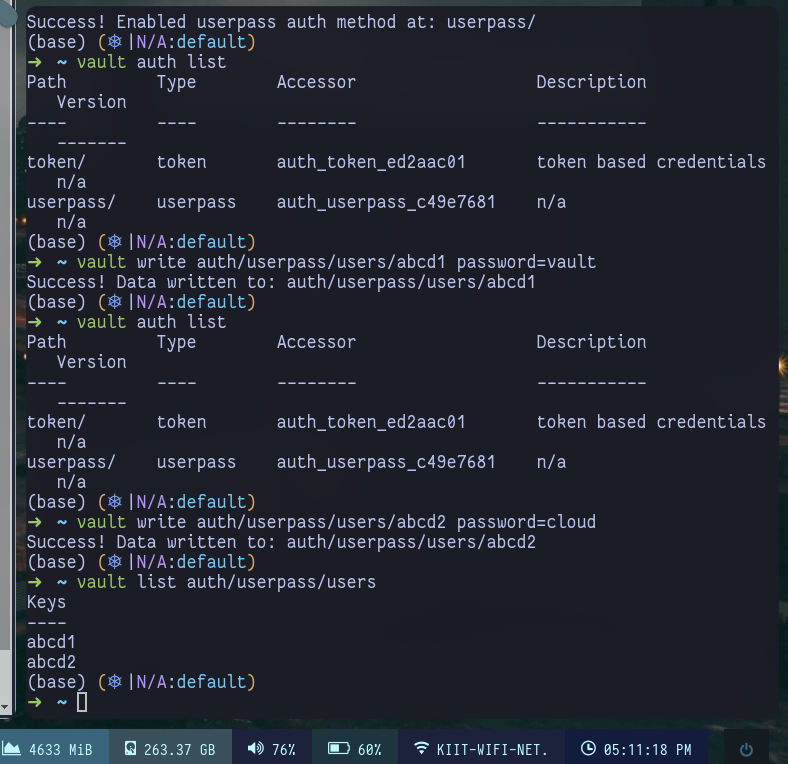 Success! Enabled userpass auth method at: userpass/
(base) (☸ |N/A:default)
➜ ~ vault auth list
Path Type Accessor Description
Version
---- ---- -------- -----------
-------
token/ token auth_token_ed2aac01 token based credentials
n/a
userpass/ userpass auth_userpass_c49e7681 n/a
n/a
(base) (☸ |N/A:default)
➜ ~ vault write auth/userpass/users/abcd1 password=vault
Success! Data written to: auth/userpass/users/abcd1
(base) (☸ |N/A:default)
➜ ~ vault auth list
Path Type Accessor Description
Version
---- ---- -------- -----------
-------
token/ token auth_token_ed2aac01 token based credentials
n/a
userpass/ userpass auth_userpass_c49e7681 n/a
n/a
(base) (☸ |N/A:default)
➜ ~ vault write auth/userpass/users/abcd2 password=cloud
Success! Data written to: auth/userpass/users/abcd2
(base) (☸ |N/A:default)
➜ ~ vault list auth/userpass/users
Keys
----
abcd1
abcd2
(base) (☸ |N/A:default)
➜ ~
4633 MiB 263.37 GB 76% 60% KIIT-WIFI-NET. 05:11:18 PM